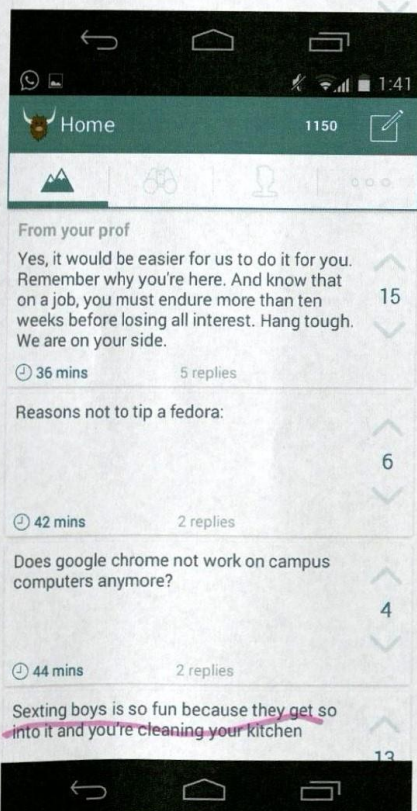 1:41
Home
1150
From your prof
Yes, it would be easier for us to do it for you.
Remember why you're here. And know that
on a job, you must endure more than ten
weeks before losing all interest. Hang tough.
We are on your side.
15
36 mins
5 replies
Reasons not to tip a fedora:
6
42 mins
2 replies
Does google chrome not work on campus
computers anymore?
4
44 mins
2 replies
Sexting boys is so fun because they get so
into it and you're cleaning your kitchen
13